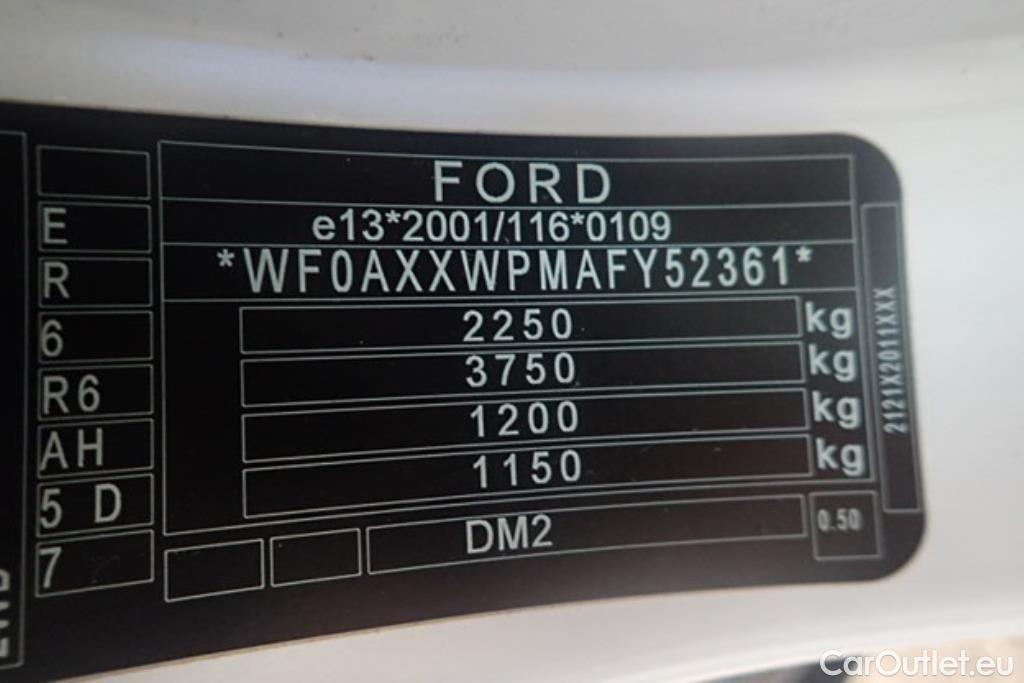 FORD
e13*2001/116*0109
*WF0AXXWPMAFY52361*
2250 kg
3750 kg
1200 kg
1150 kg
DM2
0.50
E
R
6
R6
AH
5 D
7
2121X2011XXX
CarOutlet.eu